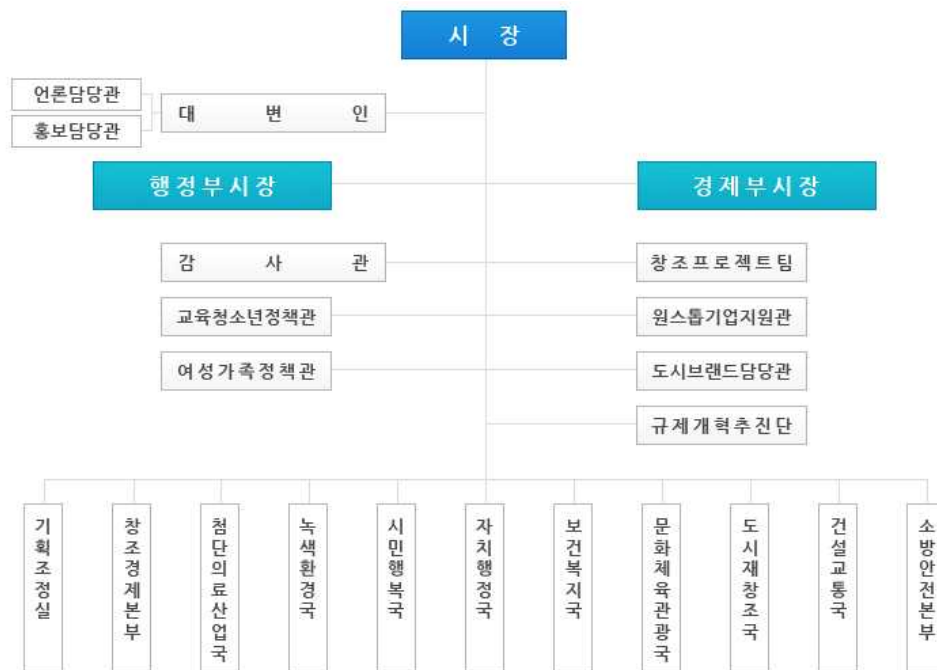 시 장
언론담당관
대 변 인
홍보담당관
행정부시장
경제부시장
감 사 관
창조프로젝트팀
교육청소년정책관
원스톱기업지원관
여성가족정책관
도시브랜드담당관
규제개혁추진단
기획조정실
창조경제본부
첨단의료산업국
녹색환경국
시민행복국
자치행정국
보건복지국
문화체육관광국
도시재창조국
건설교통국
소방안전본부